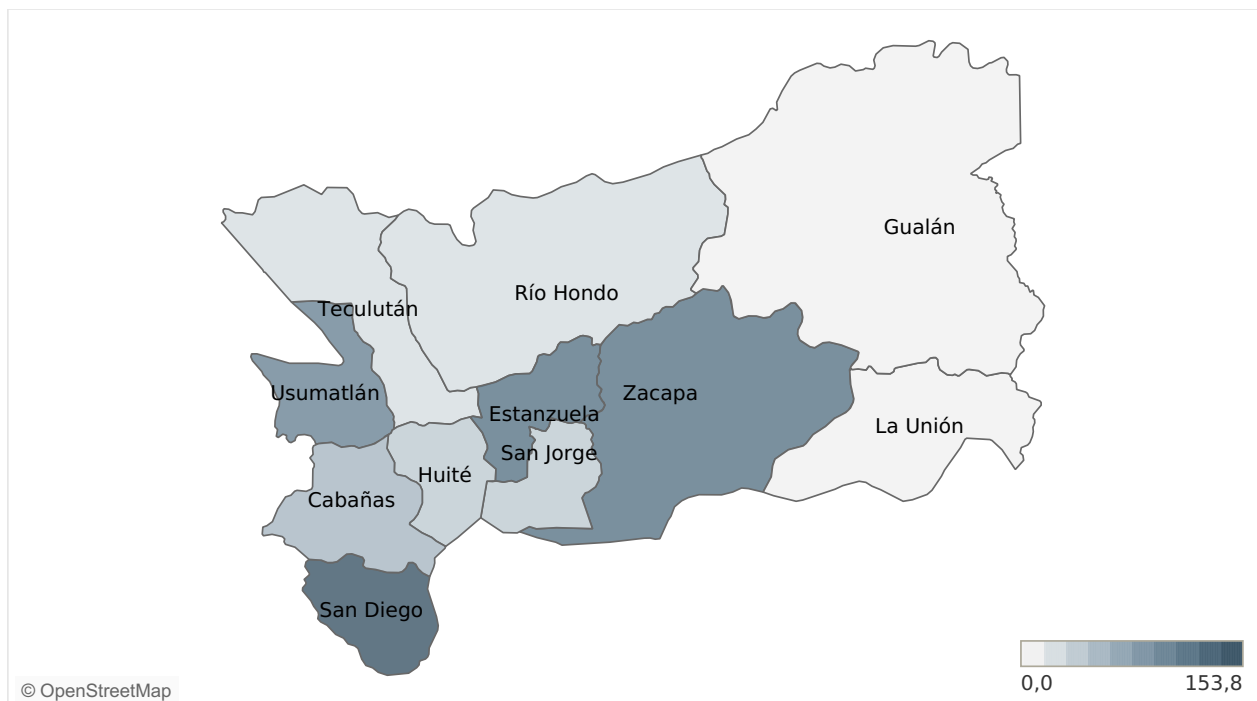 Gualán
Río Hondo
Teculután
Usumatlán
Zacapa
Estanzuela
La Unión
San Jorge
Huité
Cabañas
San Diego
0,0
153,8
© OpenStreetMap